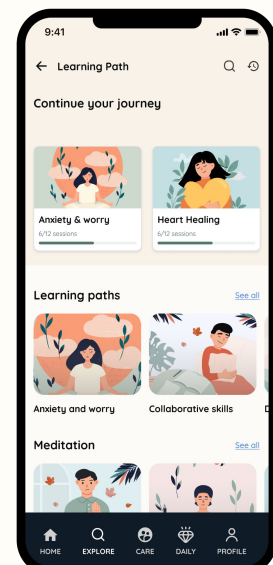 9:41
Learning Path
Continue your journey
Anxiety & worry
6/12 sessions
Heart Healing
6/12 sessions
Learning paths
See all
Anxiety and worry
Collaborative skills
Meditation
See all
HOME
EXPLORE
CARE
DAILY
PROFILE